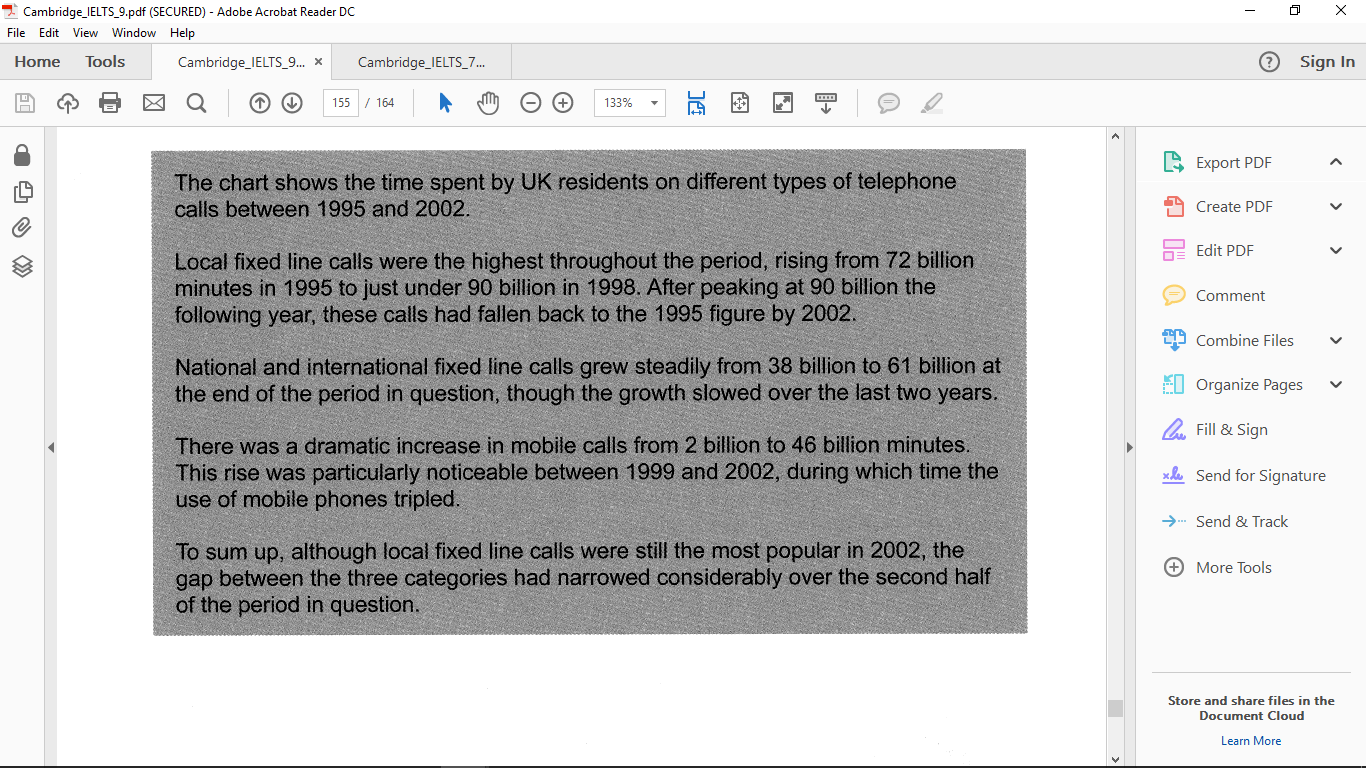 Cambridge_IELTS_9.pdf (SECURED) - Adobe Acrobat Reader DC
File Edit View Window Help
Home Tools Cambridge_IELTS_9... × Cambridge_IELTS_7... ? Sign In
155 / 164 133%
The chart shows the time spent by UK residents on different types of telephone
calls between 1995 and 2002.
Local fixed line calls were the highest throughout the period, rising from 72 billion
minutes in 1995 to just under 90 billion in 1998. After peaking at 90 billion the
following year, these calls had fallen back to the 1995 figure by 2002.
National and international fixed line calls grew steadily from 38 billion to 61 billion at
the end of the period in question, though the growth slowed over the last two years.
There was a dramatic increase in mobile calls from 2 billion to 46 billion minutes.
This rise was particularly noticeable between 1999 and 2002, during which time the
use of mobile phones tripled.
To sum up, although local fixed line calls were still the most popular in 2002, the
gap between the three categories had narrowed considerably over the second half
of the period in question.
Export PDF
Create PDF
Edit PDF
Comment
Combine Files
Organize Pages
Fill & Sign
Send for Signature
Send & Track
More Tools
Store and share files in the
Document Cloud
Learn More